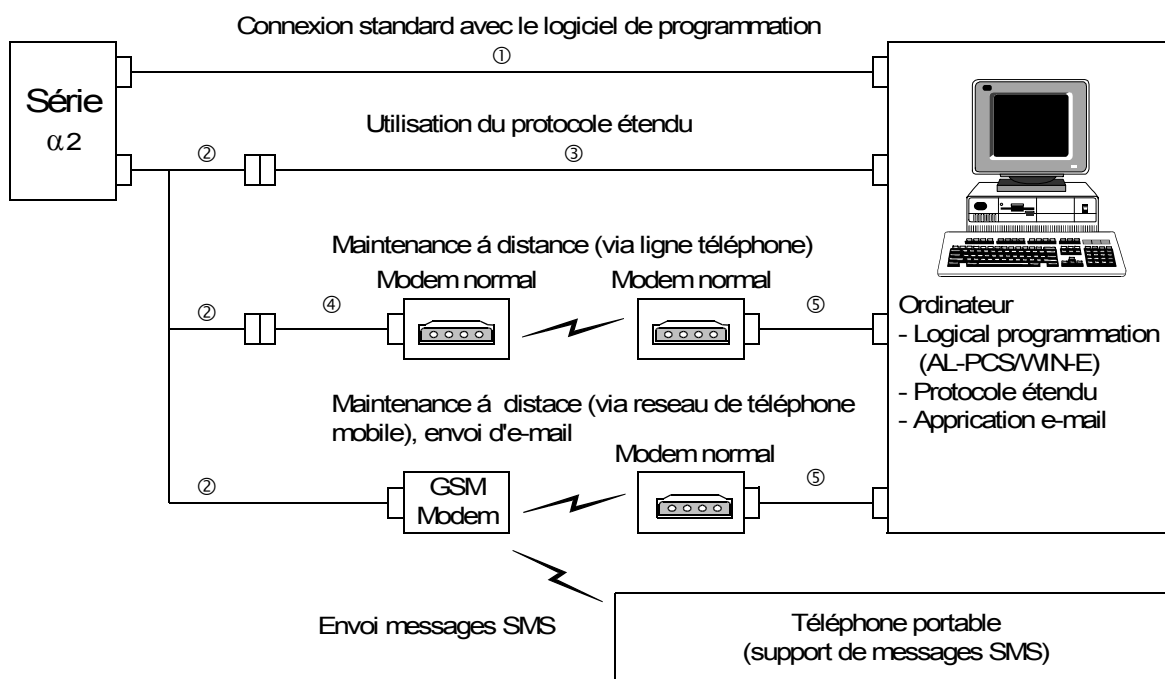 Connexion standard avec le logiciel de programmation
①
Série
α2
Utilisation du protocole étendu
②
③
Maintenance á distance (via ligne téléphone)
Modem normal
Modem normal
②
④
⑤
Ordinateur
- Logical programmation
(AL-PCS/WIN-E)
- Protocole étendu
- Apprication e-mail
Maintenance á distace (via reseau de téléphone
mobile), envoi d'e-mail
Modem normal
②
GSM
Modem
⑤
Envoi messages SMS
Téléphone portable
(support de messages SMS)